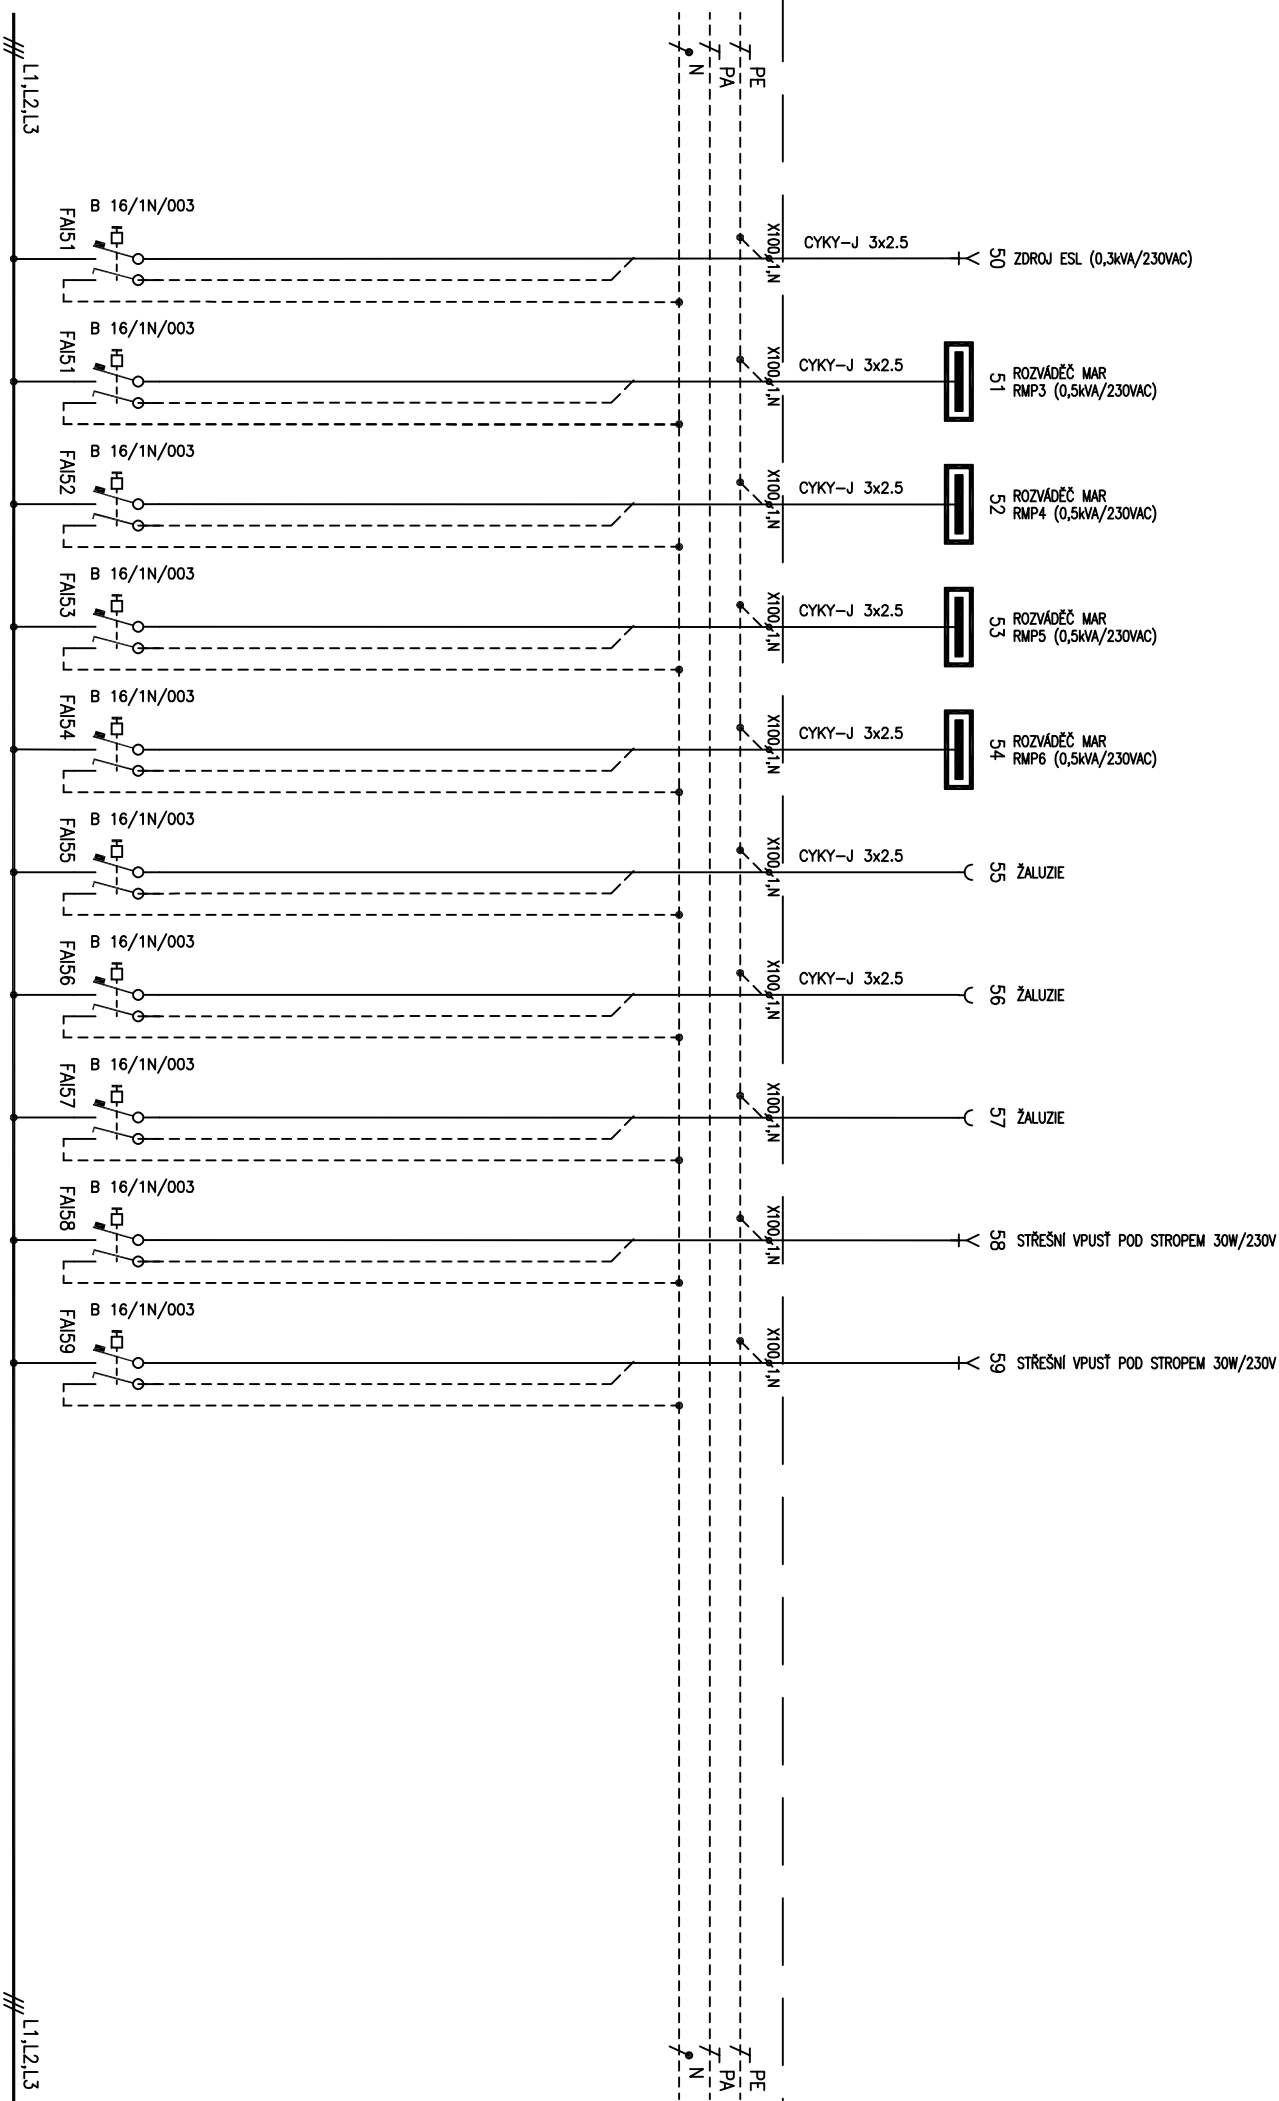 N
PA
PE
L1,L2,L3
B 16/1N/003
FAI51
X100
1,N
CYKY-J 3x2.5
50
ZDROJ ESL (0,3kVA/230VAC)
B 16/1N/003
FAI51
X100
1,N
CYKY-J 3x2.5
51
ROZVÁDĚČ MAR
RMP3 (0,5kVA/230VAC)
B 16/1N/003
FAI52
X100
1,N
CYKY-J 3x2.5
52
ROZVÁDĚČ MAR
RMP4 (0,5kVA/230VAC)
B 16/1N/003
FAI53
X100
1,N
CYKY-J 3x2.5
53
ROZVÁDĚČ MAR
RMP5 (0,5kVA/230VAC)
B 16/1N/003
FAI54
X100
1,N
CYKY-J 3x2.5
54
ROZVÁDĚČ MAR
RMP6 (0,5kVA/230VAC)
B 16/1N/003
FAI55
X100
1,N
CYKY-J 3x2.5
55
ŽALUZIE
B 16/1N/003
FAI56
X100
1,N
CYKY-J 3x2.5
56
ŽALUZIE
B 16/1N/003
FAI57
X100
1,N
57
ŽALUZIE
B 16/1N/003
FAI58
X100
1,N
58
STŘEŠNÍ VPUSŤ POD STROPEM 30W/230V
B 16/1N/003
FAI59
X100
1,N
59
STŘEŠNÍ VPUSŤ POD STROPEM 30W/230V
L1,L2,L3
N
PA
PE